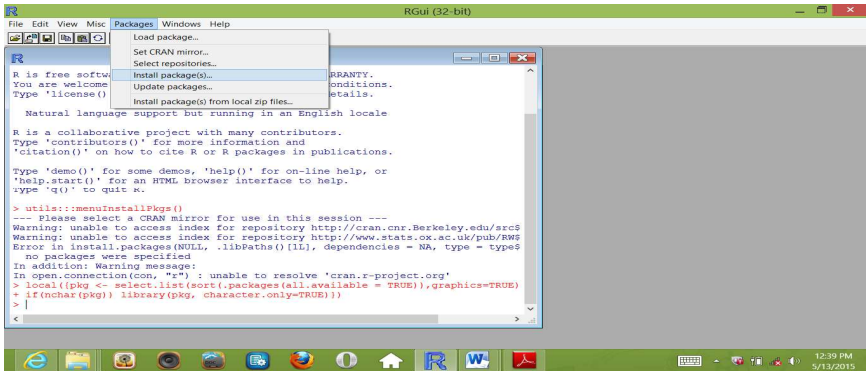 RGui (32-bit)
File Edit View Misc Packages Windows Help
Load package...
Set CRAN mirror...
Select repositories...
Install package(s)...
Update packages...
Install package(s) from local zip files...
R is free softwa RRANTY.
You are welcome onditions.
Type 'license() etails.
Natural language support but running in an English locale
R is a collaborative project with many contributors.
Type 'contributors()' for more information and
'citation()' on how to cite R or R packages in publications.
Type 'demo()' for some demos, 'help()' for on-line help, or
'help.start()' for an HTML browser interface to help.
Type 'q()' to quit R.
> utils:::menuInstallPkgs()
--- Please select a CRAN mirror for use in this session ---
Warning: unable to access index for repository http://cran.cnr.Berkeley.edu/src$
Warning: unable to access index for repository http://www.stats.ox.ac.uk/pub/RW$
Error in install.packages(NULL, .libPaths()[1L], dependencies = NA, type = type$
no packages were specified
In addition: Warning message:
In open.connection(con, "r") : unable to resolve 'cran.r-project.org'
> local({pkg <- select.list(sort(.packages(all.available = TRUE)),graphics=TRUE)
+ if(nchar(pkg)) library(pkg, character.only=TRUE)})
>
12:39 PM
5/13/2015